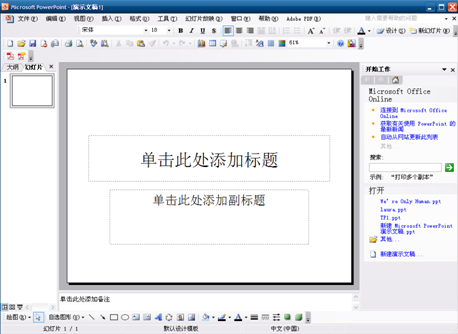 Microsoft PowerPoint - [演示文稿1]
文件(F) 编辑(E) 视图(V) 插入(I) 格式(O) 工具(T) 幻灯片放映(D) 窗口(W) 帮助(H) Adobe PDF(B) 键入需要帮助的问题
宋体 18 B I U S A 设计(S) 新幻灯片(N)
61%
大纲 幻灯片
1
单击此处添加标题
单击此处添加副标题
单击此处添加备注
开始工作
Microsoft Office
Online
连接到 Microsoft Office
Online
获取有关使用 PowerPoint 的
最新新闻
自动从网站更新此列表
其他...
搜索:
示例: "打印多个副本"
打开
We're Only Human.ppt
laura.ppt
TP1.ppt
新建 Microsoft PowerPoint
演示文稿.ppt
其他...
新建演示文稿...
绘图(R) 自选图形(U)
幻灯片 1 / 1 默认设计模板 中文(中国)